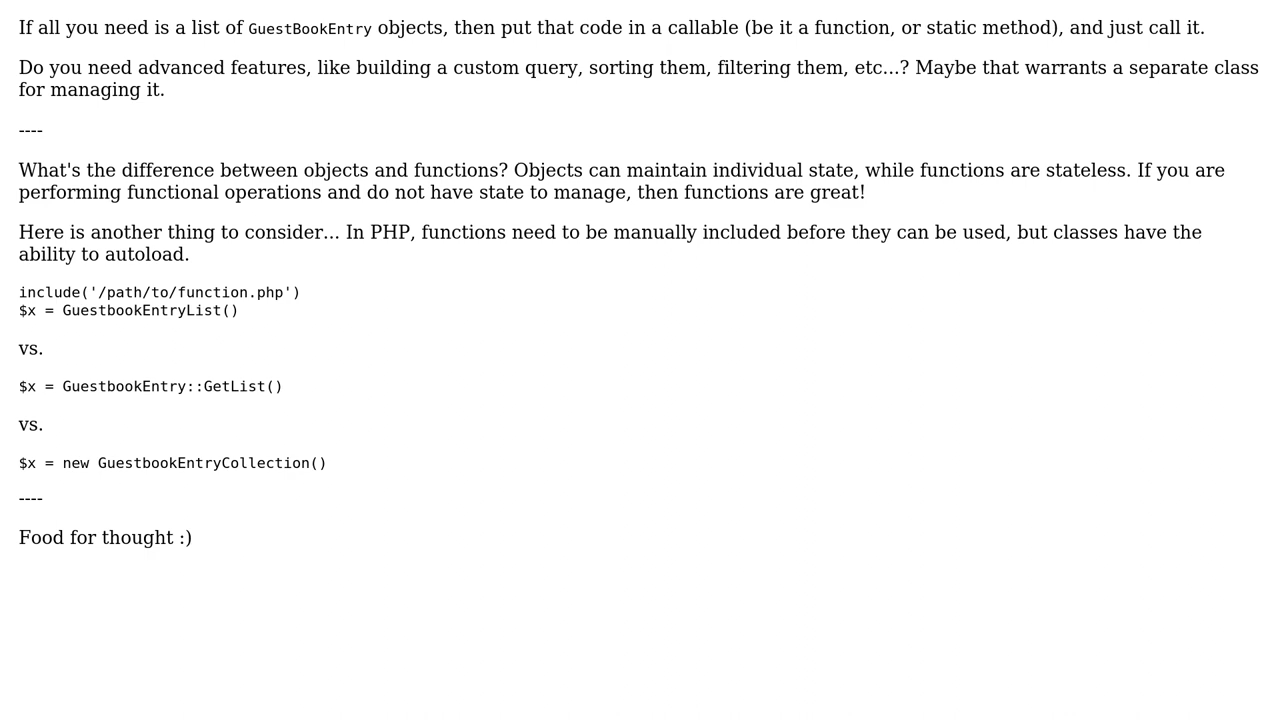 If all you need is a list of GuestBookEntry objects, then put that code in a callable (be it a function, or static method), and just call it.
Do you need advanced features, like building a custom query, sorting them, filtering them, etc...? Maybe that warrants a separate class
for managing it.
----
What's the difference between objects and functions? Objects can maintain individual state, while functions are stateless. If you are
performing functional operations and do not have state to manage, then functions are great!
Here is another thing to consider... In PHP, functions need to be manually included before they can be used, but classes have the
ability to autoload.
include('/path/to/function.php')
$x = GuestbookEntryList()
vs.
$x = GuestbookEntry::GetList()
vs.
$x = new GuestbookEntryCollection()
----
Food for thought :)